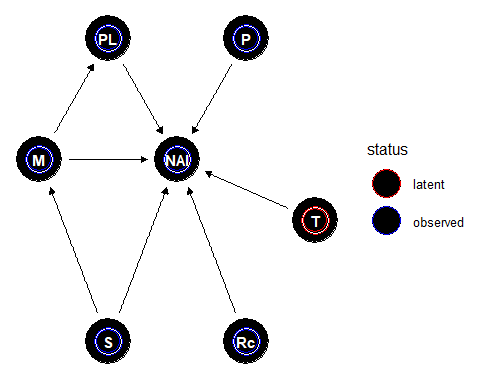 PL
P
status
M
NAI
latent
T
observed
S
Rc